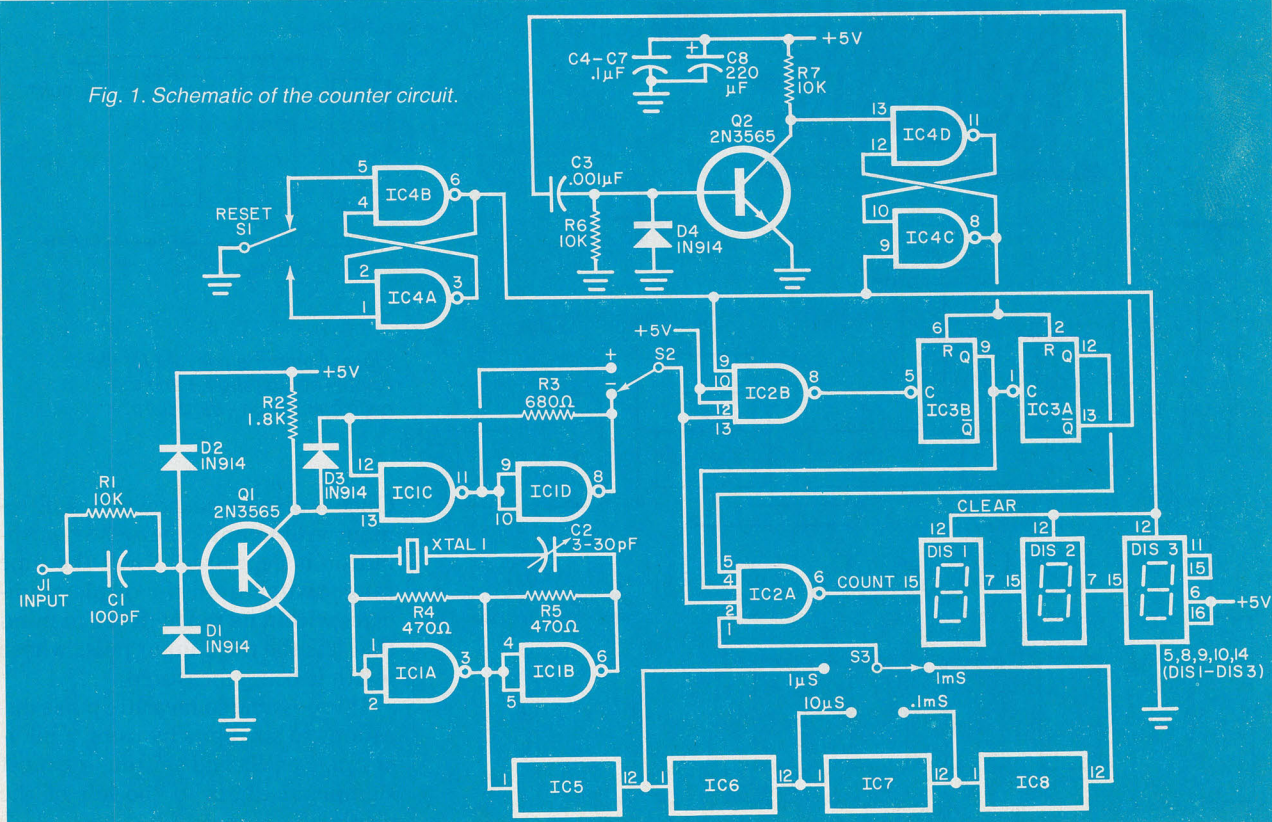 Fig. 1. Schematic of the counter circuit.
+5V
C4–C7
.1µF
+
C8
220
µF
R7
10K
Q2
2N3565
13
12
IC4D
11
10
9
IC4C
8
C3
.001µF
R6
10K
D4
1N914
RESET
S1
5
4
IC4B
6
2
1
IC4A
3
+5V
R2
1.8K
D2
1N914
D3
1N914
R1
10K
Q1
2N3565
J1
INPUT
C1
100pF
D1
1N914
R3
680Ω
+
–
S2
12
13
IC1C
11
9
10
IC1D
8
XTAL 1
C2
3-30pF
R4
470Ω
R5
470Ω
1
2
IC1A
3
4
5
IC1B
6
+5V
9
10
12
13
IC2B
8
5
C
6
R
Q
9
IC3B
Q
1
C
2
R
Q
12
IC3A
Q
13
5
4
2
1
IC2A
6
COUNT
CLEAR
15
12
DIS 1
7
15
12
DIS 2
7
15
12
DIS 3
11
15
6
16
+5V
5,8,9,10,14
(DIS1–DIS3)
S3
1µS
1mS
10µS
.1mS
1
IC5
12
1
IC6
12
1
IC7
12
1
IC8
12